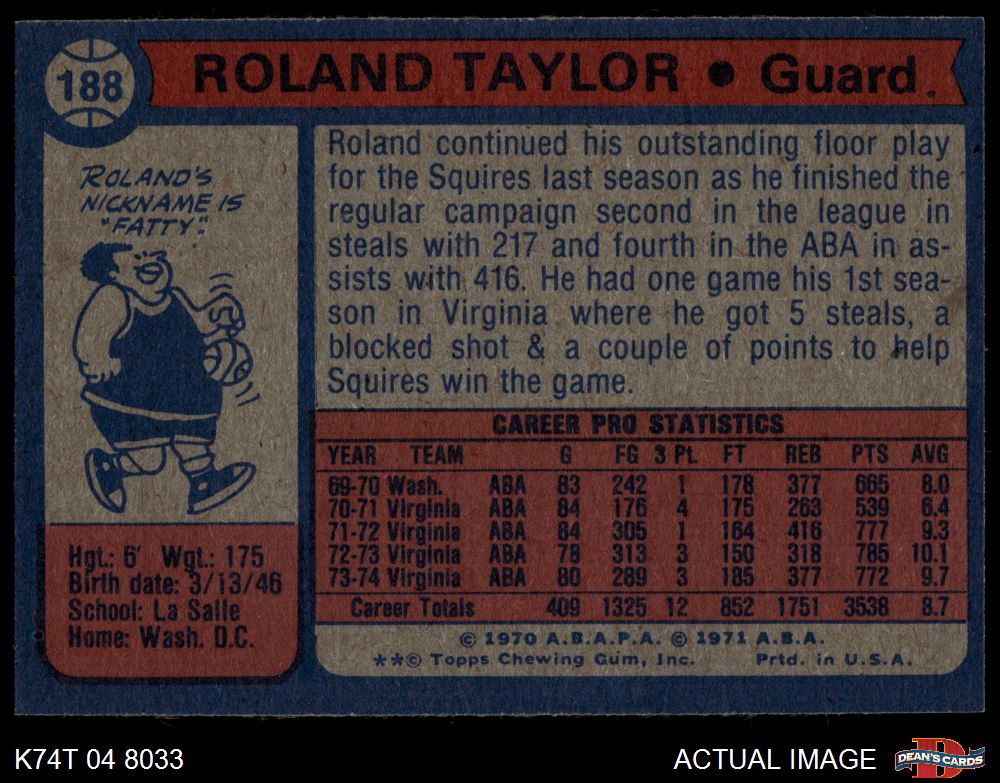 188
ROLAND TAYLOR ● Guard
ROLAND'S
NICKNAME IS
"FATTY."
Roland continued his outstanding floor play
for the Squires last season as he finished the
regular campaign second in the league in
steals with 217 and fourth in the ABA in as-
sists with 416. He had one game his 1st sea-
son in Virginia where he got 5 steals, a
blocked shot & a couple of points to help
Squires win the game.
CAREER PRO STATISTICS
YEAR TEAM G FG 3 Pt. FT REB PTS AVG
69-70 Wash. ABA 83 242 1 178 377 665 8.0
70-71 Virginia ABA 84 176 4 175 263 539 6.4
71-72 Virginia ABA 84 305 1 164 416 777 9.3
72-73 Virginia ABA 78 313 3 150 318 785 10.1
73-74 Virginia ABA 80 289 3 185 377 772 9.7
Career Totals 409 1325 12 852 1751 3538 8.7
Hgt.: 6' Wgt.: 175
Birth date: 3/13/46
School: La Salle
Home: Wash. D.C.
© 1970 A.B.A.P.A. © 1971 A.B.A.
**© Topps Chewing Gum, Inc. Prtd. in U.S.A.
K74T 04 8033
ACTUAL IMAGE
D
DEAN'S CARDS